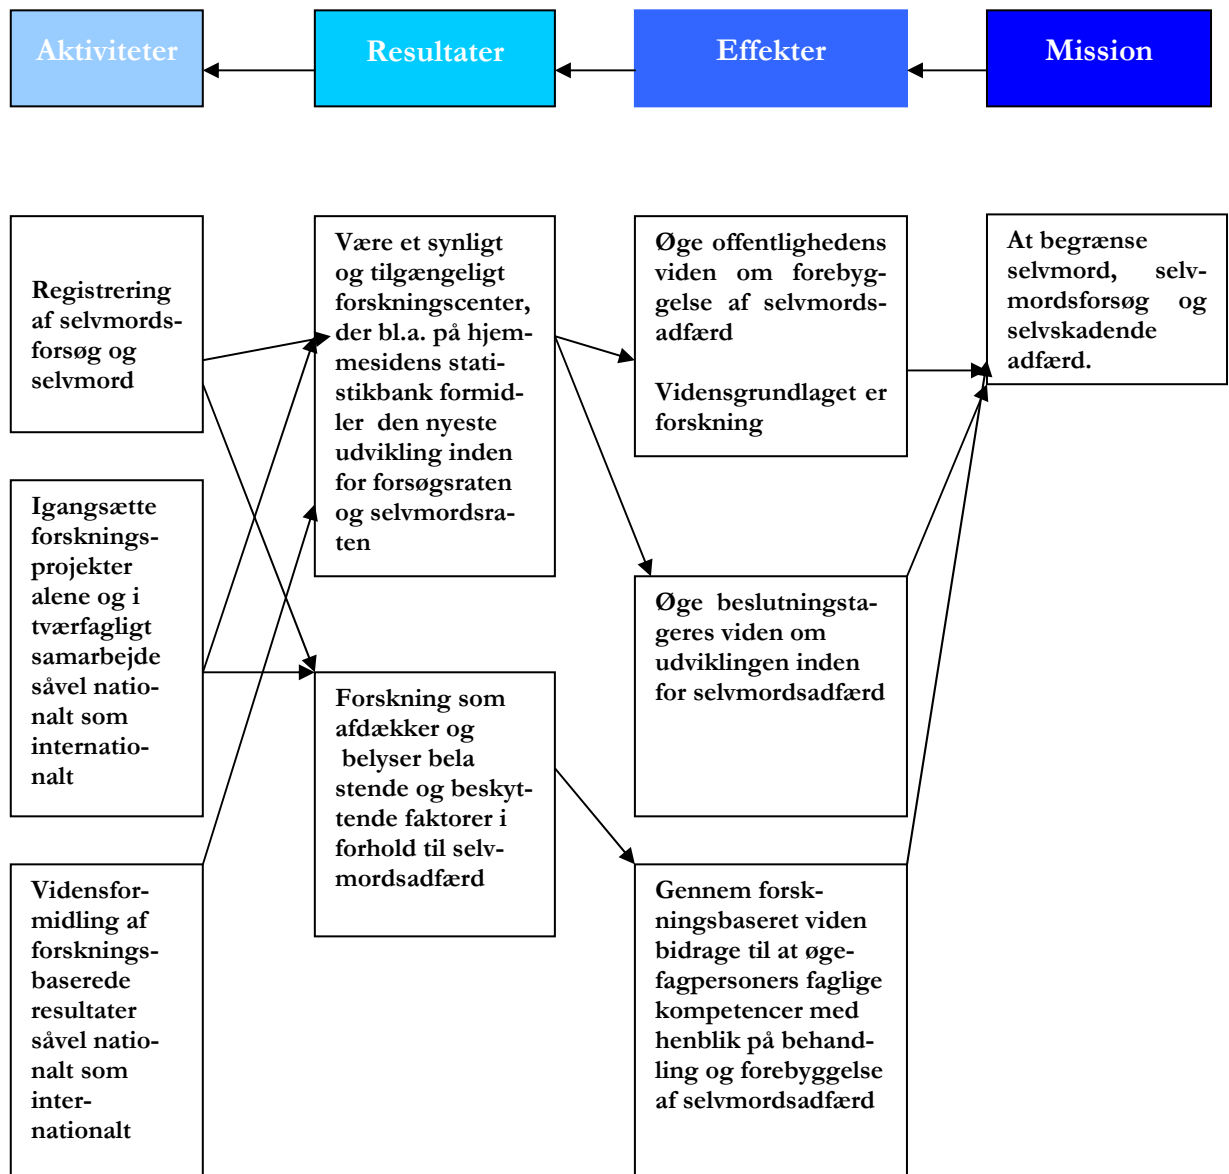 Aktiviteter
Resultater
Effekter
Mission
Registrering
af selvmords-
forsøg og
selvmord
Igangsætte
forsknings-
projekter
alene og i
tværfagligt
samarbejde
såvel natio-
nalt som
internatio-
nalt
Vidensfor-
midling af
forsknings-
baserede
resultater
såvel natio-
nalt som
inter-
nationalt
Være et synligt
og tilgængeligt
forskningscenter,
der bl.a. på hjem-
mesidens stati-
stikbank formid-
ler den nyeste
udvikling inden
for forsøgsraten
og selvmordsra-
ten
Forskning som
afdækker og
belyser bela
stende og beskyt-
tende faktorer i
forhold til selv-
mordsadfærd
Øge offentlighedens
viden om forebyg-
gelse af selvmords-
adfærd
Vidensgrundlaget er
forskning
Øge beslutningsta-
geres viden om
udviklingen inden
for selvmordsadfærd
Gennem forsk-
ningsbaseret viden
bidrage til at øge-
fagpersoners faglige
kompetencer med
henblik på behand-
ling og forebyggelse
af selvmordsadfærd
At begrænse
selvmord, selv-
mordsforsøg og
selvskadende
adfærd.